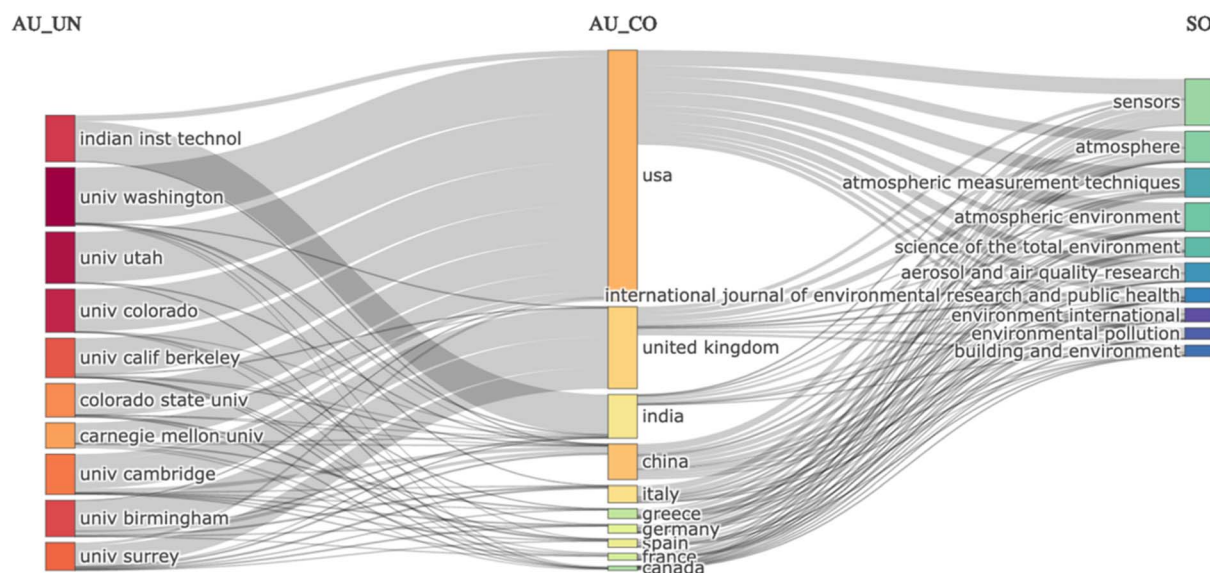 AU_UN
AU_CO
SO
indian inst technol
univ washington
univ utah
univ colorado
univ calif berkeley
colorado state univ
carnegie mellon univ
univ cambridge
univ birmingham
univ surrey
usa
united kingdom
india
china
italy
greece
germany
spain
france
canada
sensors
atmosphere
atmospheric measurement techniques
atmospheric environment
science of the total environment
aerosol and air quality research
international journal of environmental research and public health
environment international
environmental pollution
building and environment